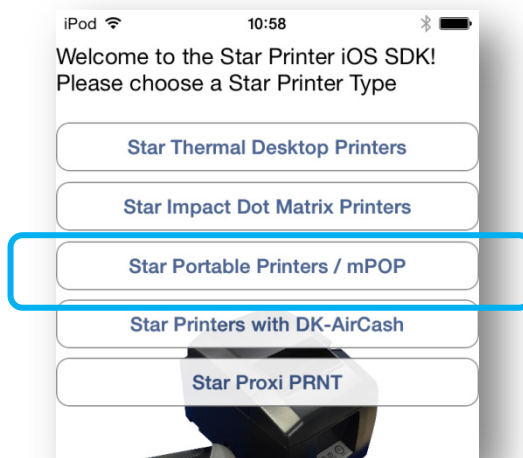 iPod 10:58
Welcome to the Star Printer iOS SDK!
Please choose a Star Printer Type
Star Thermal Desktop Printers
Star Impact Dot Matrix Printers
Star Portable Printers / mPOP
Star Printers with DK-AirCash
Star Proxi PRNT